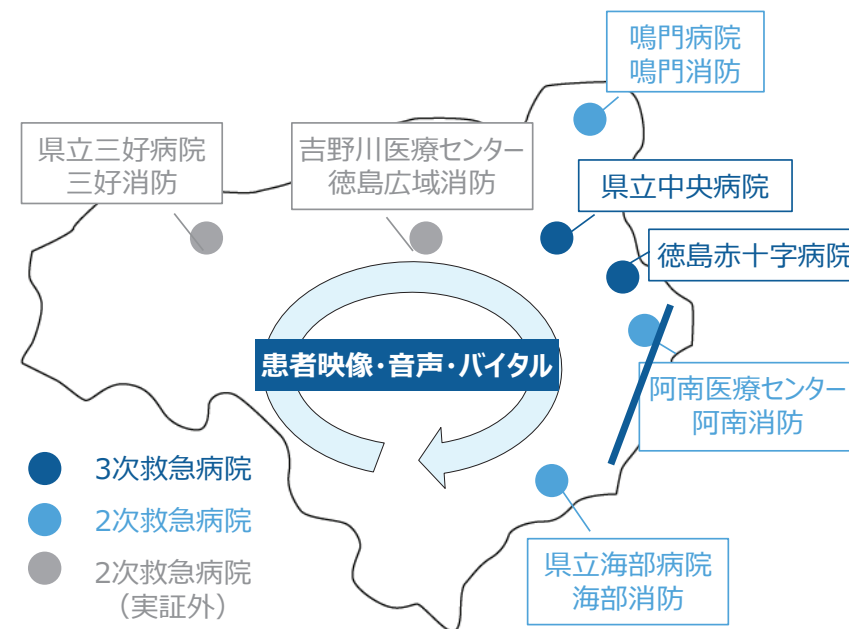 鳴門病院
鳴門消防
県立三好病院
三好消防
吉野川医療センター
徳島広域消防
県立中央病院
徳島赤十字病院
患者映像・音声・バイタル
阿南医療センター
阿南消防
3次救急病院
2次救急病院
2次救急病院
（実証外）
県立海部病院
海部消防